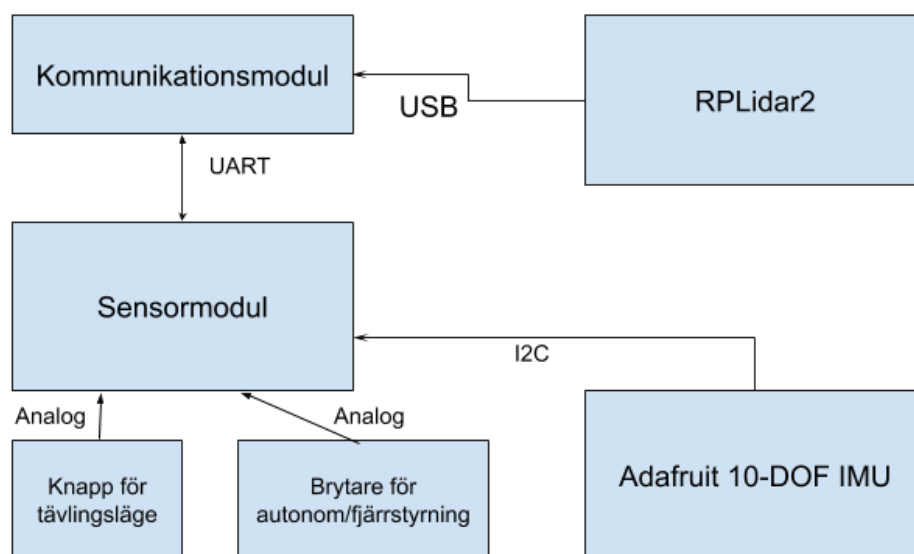 Kommunikationsmodul
USB
RPLidar2
UART
Sensormodul
I2C
Analog
Analog
Knapp för
tävlingsläge
Brytare för
autonom/fjärrstyrning
Adafruit 10-DOF IMU